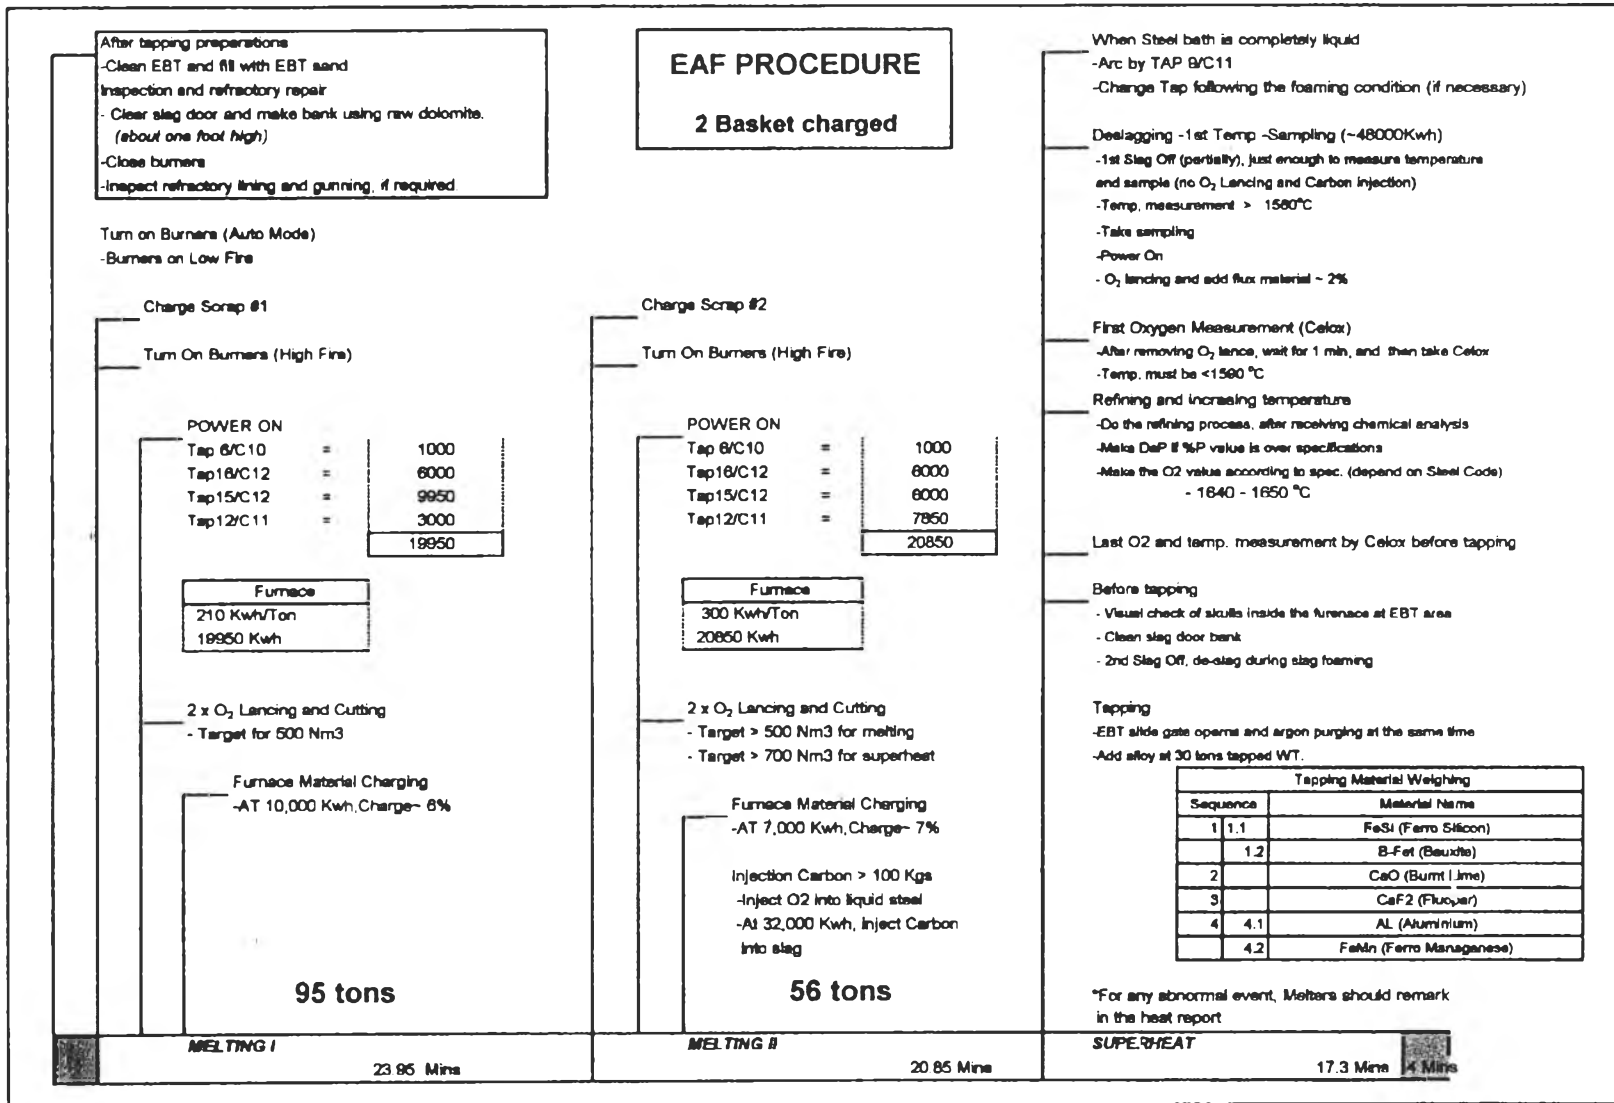 After tapping preparations
-Clean EBT and fill with EBT sand
Inspection and refractory repair
- Clear slag door and make bank using raw dolomite.
(about one foot high)
-Close burners
-Inspect refractory lining and gunning, if required.
Turn on Burners (Auto Mode)
-Burners on Low Fire
Charge Scrap #1
Turn On Burners (High Fire)
POWER ON
Tap 6/C10 = 1000
Tap16/C12 = 6000
Tap15/C12 = 9950
Tap12/C11 = 3000
19950
Furnace
210 Kwh/Ton
19950 Kwh
2 x O2 Lancing and Cutting
- Target for 500 Nm3
Furnace Material Charging
-AT 10,000 Kwh,Charge~ 6%
95 tons
MELTING I
23.95 Mins
EAF PROCEDURE
2 Basket charged
Charge Scrap #2
Turn On Burners (High Fire)
POWER ON
Tap 6/C10 = 1000
Tap16/C12 = 6000
Tap15/C12 = 6000
Tap12/C11 = 7850
20850
Furnace
300 Kwh/Ton
20850 Kwh
2 x O2 Lancing and Cutting
- Target > 500 Nm3 for melting
- Target > 700 Nm3 for superheat
Furnace Material Charging
-AT 7,000 Kwh,Charge~ 7%
Injection Carbon > 100 Kgs
-Inject O2 into liquid steel
-At 32,000 Kwh, Inject Carbon
into slag
56 tons
MELTING II
20.85 Mins
When Steel bath is completely liquid
-Arc by TAP 9/C11
-Change Tap following the foaming condition (if necessary)
Deslagging -1st Temp -Sampling (~48000Kwh)
-1st Slag Off (partially), just enough to measure temperature
and sample (no O2 Lancing and Carbon Injection)
-Temp, measurement > 1560°C
-Take sampling
-Power On
- O2 lancing and add flux material ~ 2%
First Oxygen Measurement (Celox)
-After removing O2 lance, wait for 1 min, and then take Celox
-Temp. must be <1590 °C
Refining and increasing temperature
-Do the refining process, after receiving chemical analysis
-Make DeP if %P value is over specifications
-Make the O2 value according to spec. (depend on Steel Code)
- 1640 - 1650 °C
Last O2 and temp. measurement by Celox before tapping
Before tapping
- Visual check of skulls inside the furenace at EBT area
- Clean slag door bank
- 2nd Slag Off, de-slag during slag foaming
Tapping
-EBT slide gate opens and argon purging at the same time
-Add alloy at 30 tons tapped WT.
Tapping Material Weighing
Sequence Material Name
1 1.1 FeSi (Ferro Silicon)
1.2 B-Fet (Bauxite)
2 CaO (Burnt Lime)
3 CaF2 (Fluopar)
4 4.1 AL (Aluminium)
4.2 FeMn (Ferro Managanese)
*For any abnormal event, Melters should remark
in the heat report
SUPERHEAT
17.3 Mins 4 Mins